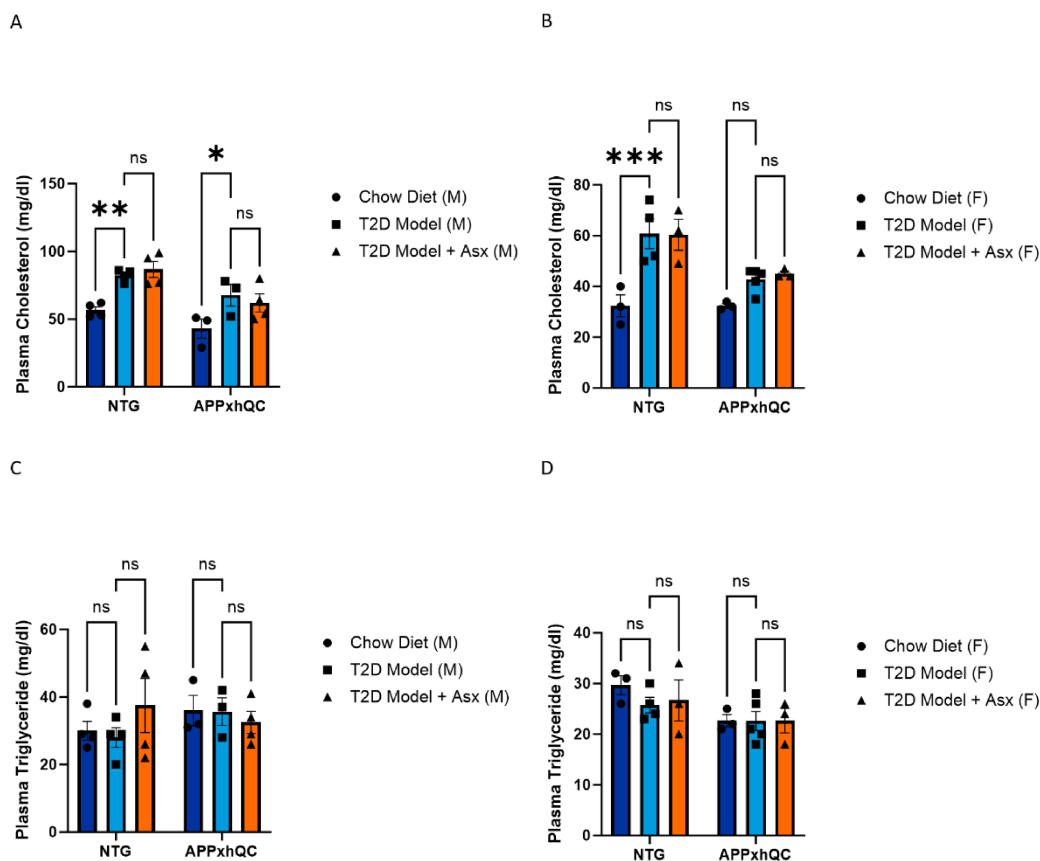 A
ns
*
**
ns
Plasma Cholesterol (mg/dl)
150
100
50
0
NTG
APPxhQC
Chow Diet (M)
T2D Model (M)
T2D Model + Asx (M)
B
ns
ns
***
ns
Plasma Cholesterol (mg/dl)
80
60
40
20
0
NTG
APPxhQC
Chow Diet (F)
T2D Model (F)
T2D Model + Asx (F)
C
ns
ns
ns
ns
Plasma Triglyceride (mg/dl)
60
40
20
0
NTG
APPxhQC
Chow Diet (M)
T2D Model (M)
T2D Model + Asx (M)
D
ns
ns
ns
ns
Plasma Triglyceride (mg/dl)
40
30
20
10
0
NTG
APPxhQC
Chow Diet (F)
T2D Model (F)
T2D Model + Asx (F)